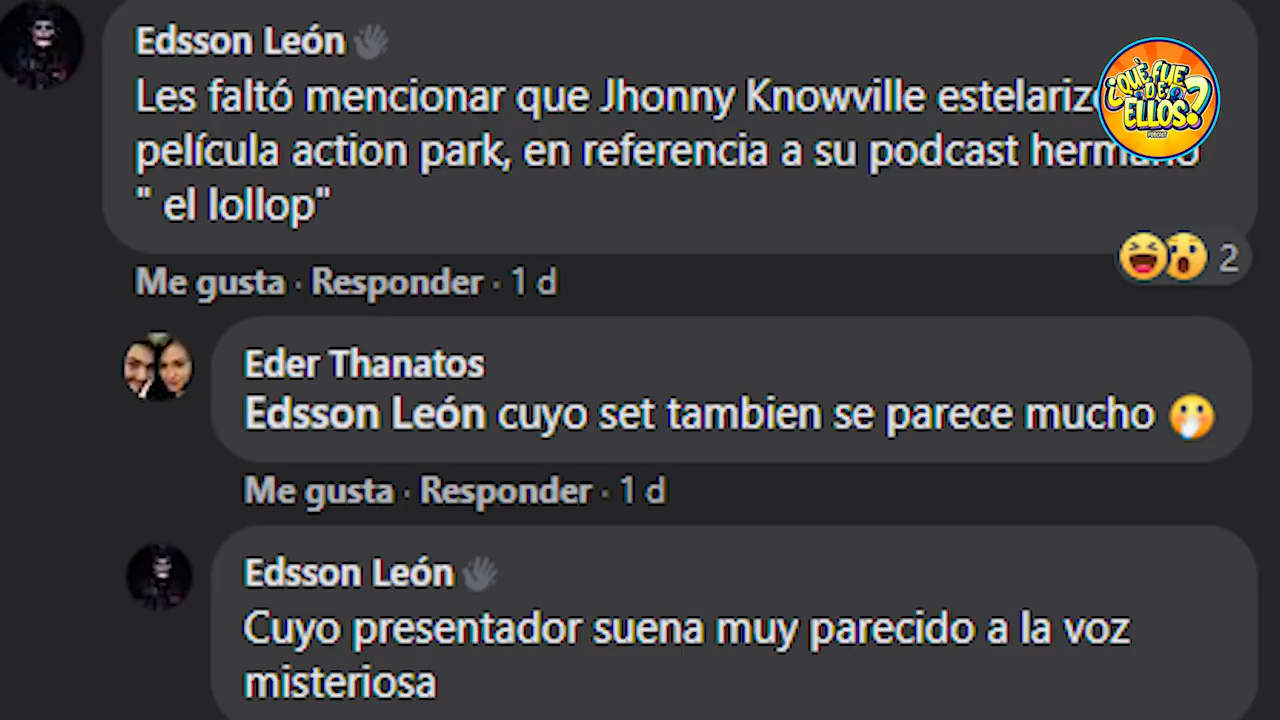 Edsson León
Les faltó mencionar que Jhonny Knowville estelariz
película action park, en referencia a su podcast hermano
" el lollop"
2
Me gusta · Responder · 1 d
Eder Thanatos
Edsson León cuyo set tambien se parece mucho
Me gusta · Responder · 1 d
Edsson León
Cuyo presentador suena muy parecido a la voz
misteriosa
¿QUÉ FUE
DE
ELLOS?
PODCAST